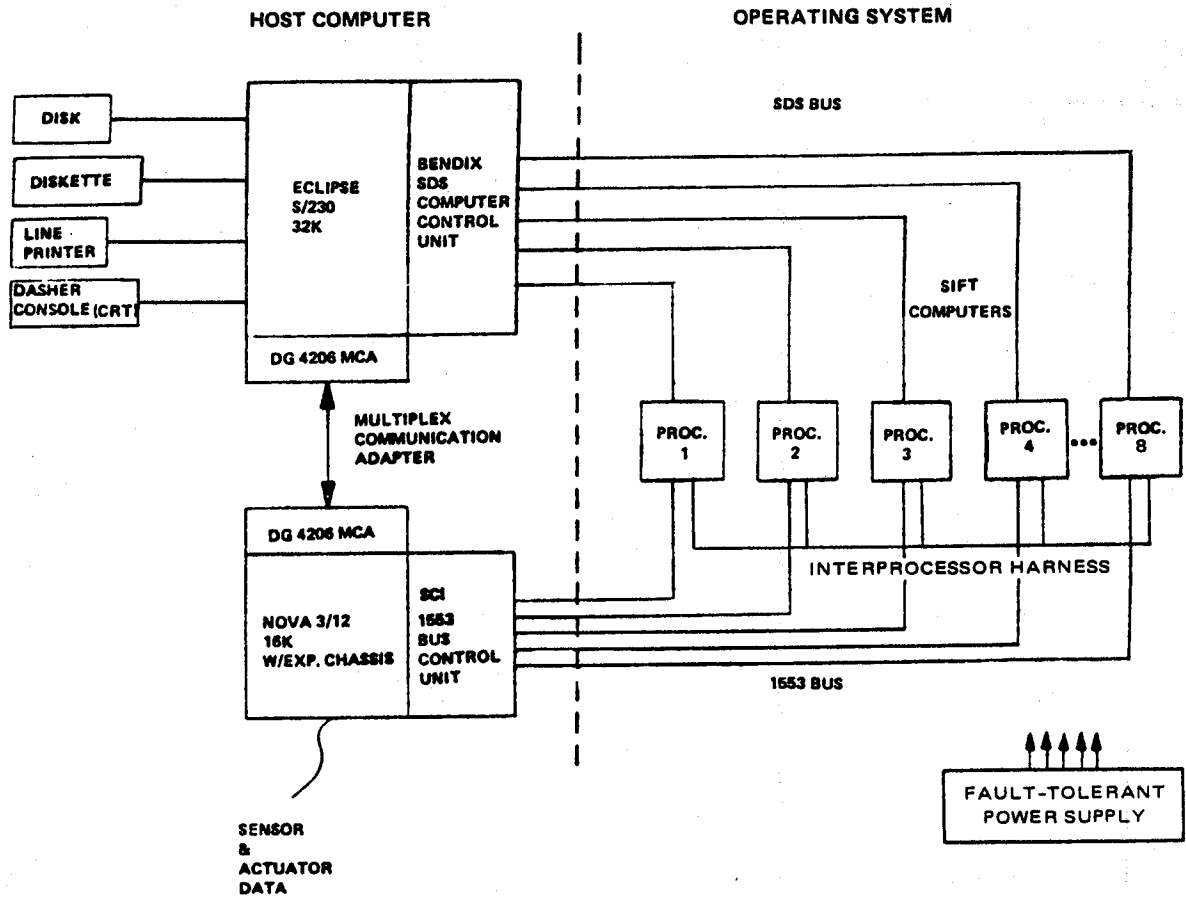 HOST COMPUTER
OPERATING SYSTEM
SDS BUS
DISK
DISKETTE
LINE
PRINTER
DASHER
CONSOLE (CRT)
ECLIPSE
S/230
32K
BENDIX
SDS
COMPUTER
CONTROL
UNIT
DG 4206 MCA
MULTIPLEX
COMMUNICATION
ADAPTER
SIFT
COMPUTERS
PROC.
1
PROC.
2
PROC.
3
PROC.
4
•••
PROC.
8
INTERPROCESSOR HARNESS
DG 4206 MCA
NOVA 3/12
16K
W/EXP. CHASSIS
SCI
1553
BUS
CONTROL
UNIT
1553 BUS
FAULT-TOLERANT
POWER SUPPLY
SENSOR
&
ACTUATOR
DATA